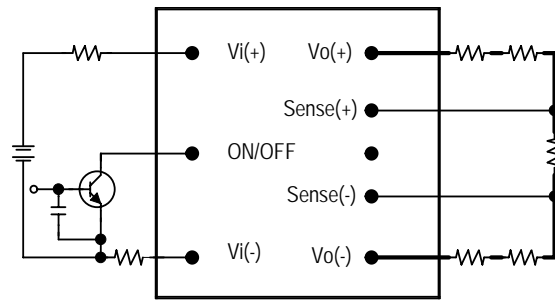 Vi(+) Vo(+)
Sense(+)
ON/OFF
Sense(-)
Vi(-) Vo(-)